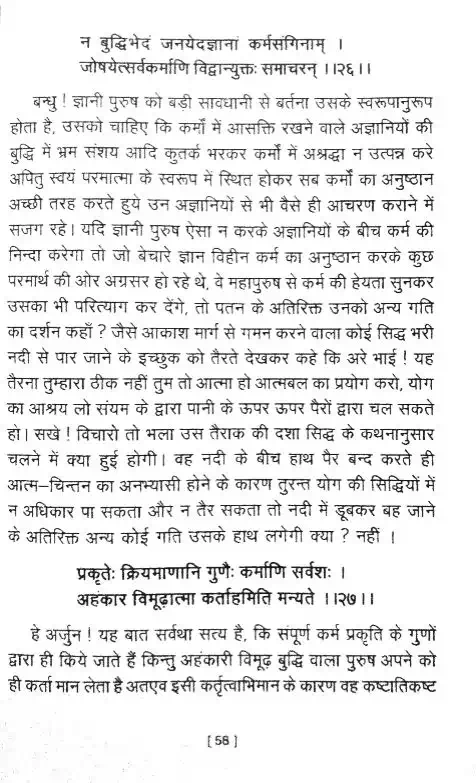 न बुद्धिभेदं जनयेदज्ञानां कर्मसंगिनाम् ।
जोषयेत्सर्वकर्माणि विद्वान्युक्तः समाचरन् ।।२६।।
बन्धु ! ज्ञानी पुरुष को बड़ी सावधानी से बर्तना उसके स्वरूपानुरूप
होता है, उसको चाहिए कि कर्मों में आसक्ति रखने वाले अज्ञानियों की
बुद्धि में भ्रम संशय आदि कुतर्क भरकर कर्मों में अश्रद्धा न उत्पन्न करे
अपितु स्वयं परमात्मा के स्वरूप में स्थित होकर सब कर्मों का अनुष्ठान
अच्छी तरह करते हुये उन अज्ञानियों से भी वैसे ही आचरण कराने में
सजग रहे। यदि ज्ञानी पुरुष ऐसा न करके अज्ञानियों के बीच कर्म की
निन्दा करेगा तो जो बेचारे ज्ञान विहीन कर्म का अनुष्ठान करके कुछ
परमार्थ की ओर अग्रसर हो रहे थे, वे महापुरुष से कर्म की हेयता सुनकर
उसका भी परित्याग कर देंगे, तो पतन के अतिरिक्त उनको अन्य गति
का दर्शन कहाँ ? जैसे आकाश मार्ग से गमन करने वाला कोई सिद्ध भरी
नदी से पार जाने के इच्छुक को तैरते देखकर कहे कि अरे भाई ! यह
तैरना तुम्हारा ठीक नहीं तुम तो आत्मा हो आत्मबल का प्रयोग करो, योग
का आश्रय लो संयम के द्वारा पानी के ऊपर ऊपर पैरों द्वारा चल सकते
हो। सखे ! विचारो तो भला उस तैराक की दशा सिद्ध के कथनानुसार
चलने में क्या हुई होगी। वह नदी के बीच हाथ पैर बन्द करते ही
आत्म–चिन्तन का अनभ्यासी होने के कारण तुरन्त योग की सिद्धियों में
न अधिकार पा सकता और न तैर सकता तो नदी में डूबकर बह जाने
के अतिरिक्त अन्य कोई गति उसके हाथ लगेगी क्या ? नहीं ।
प्रकृतेः क्रियमाणानि गुणैः कर्माणि सर्वशः ।
अहंकार विमूढात्मा कर्ताहमिति मन्यते ।।२७।।
हे अर्जुन ! यह बात सर्वथा सत्य है, कि संपूर्ण कर्म प्रकृति के गुणों
द्वारा ही किये जाते हैं किन्तु अहंकारी विमूढ़ बुद्धि वाला पुरुष अपने को
ही कर्ता मान लेता है अतएव इसी कर्तृत्वाभिमान के कारण वह कष्टातिकष्ट
[ 58 ]